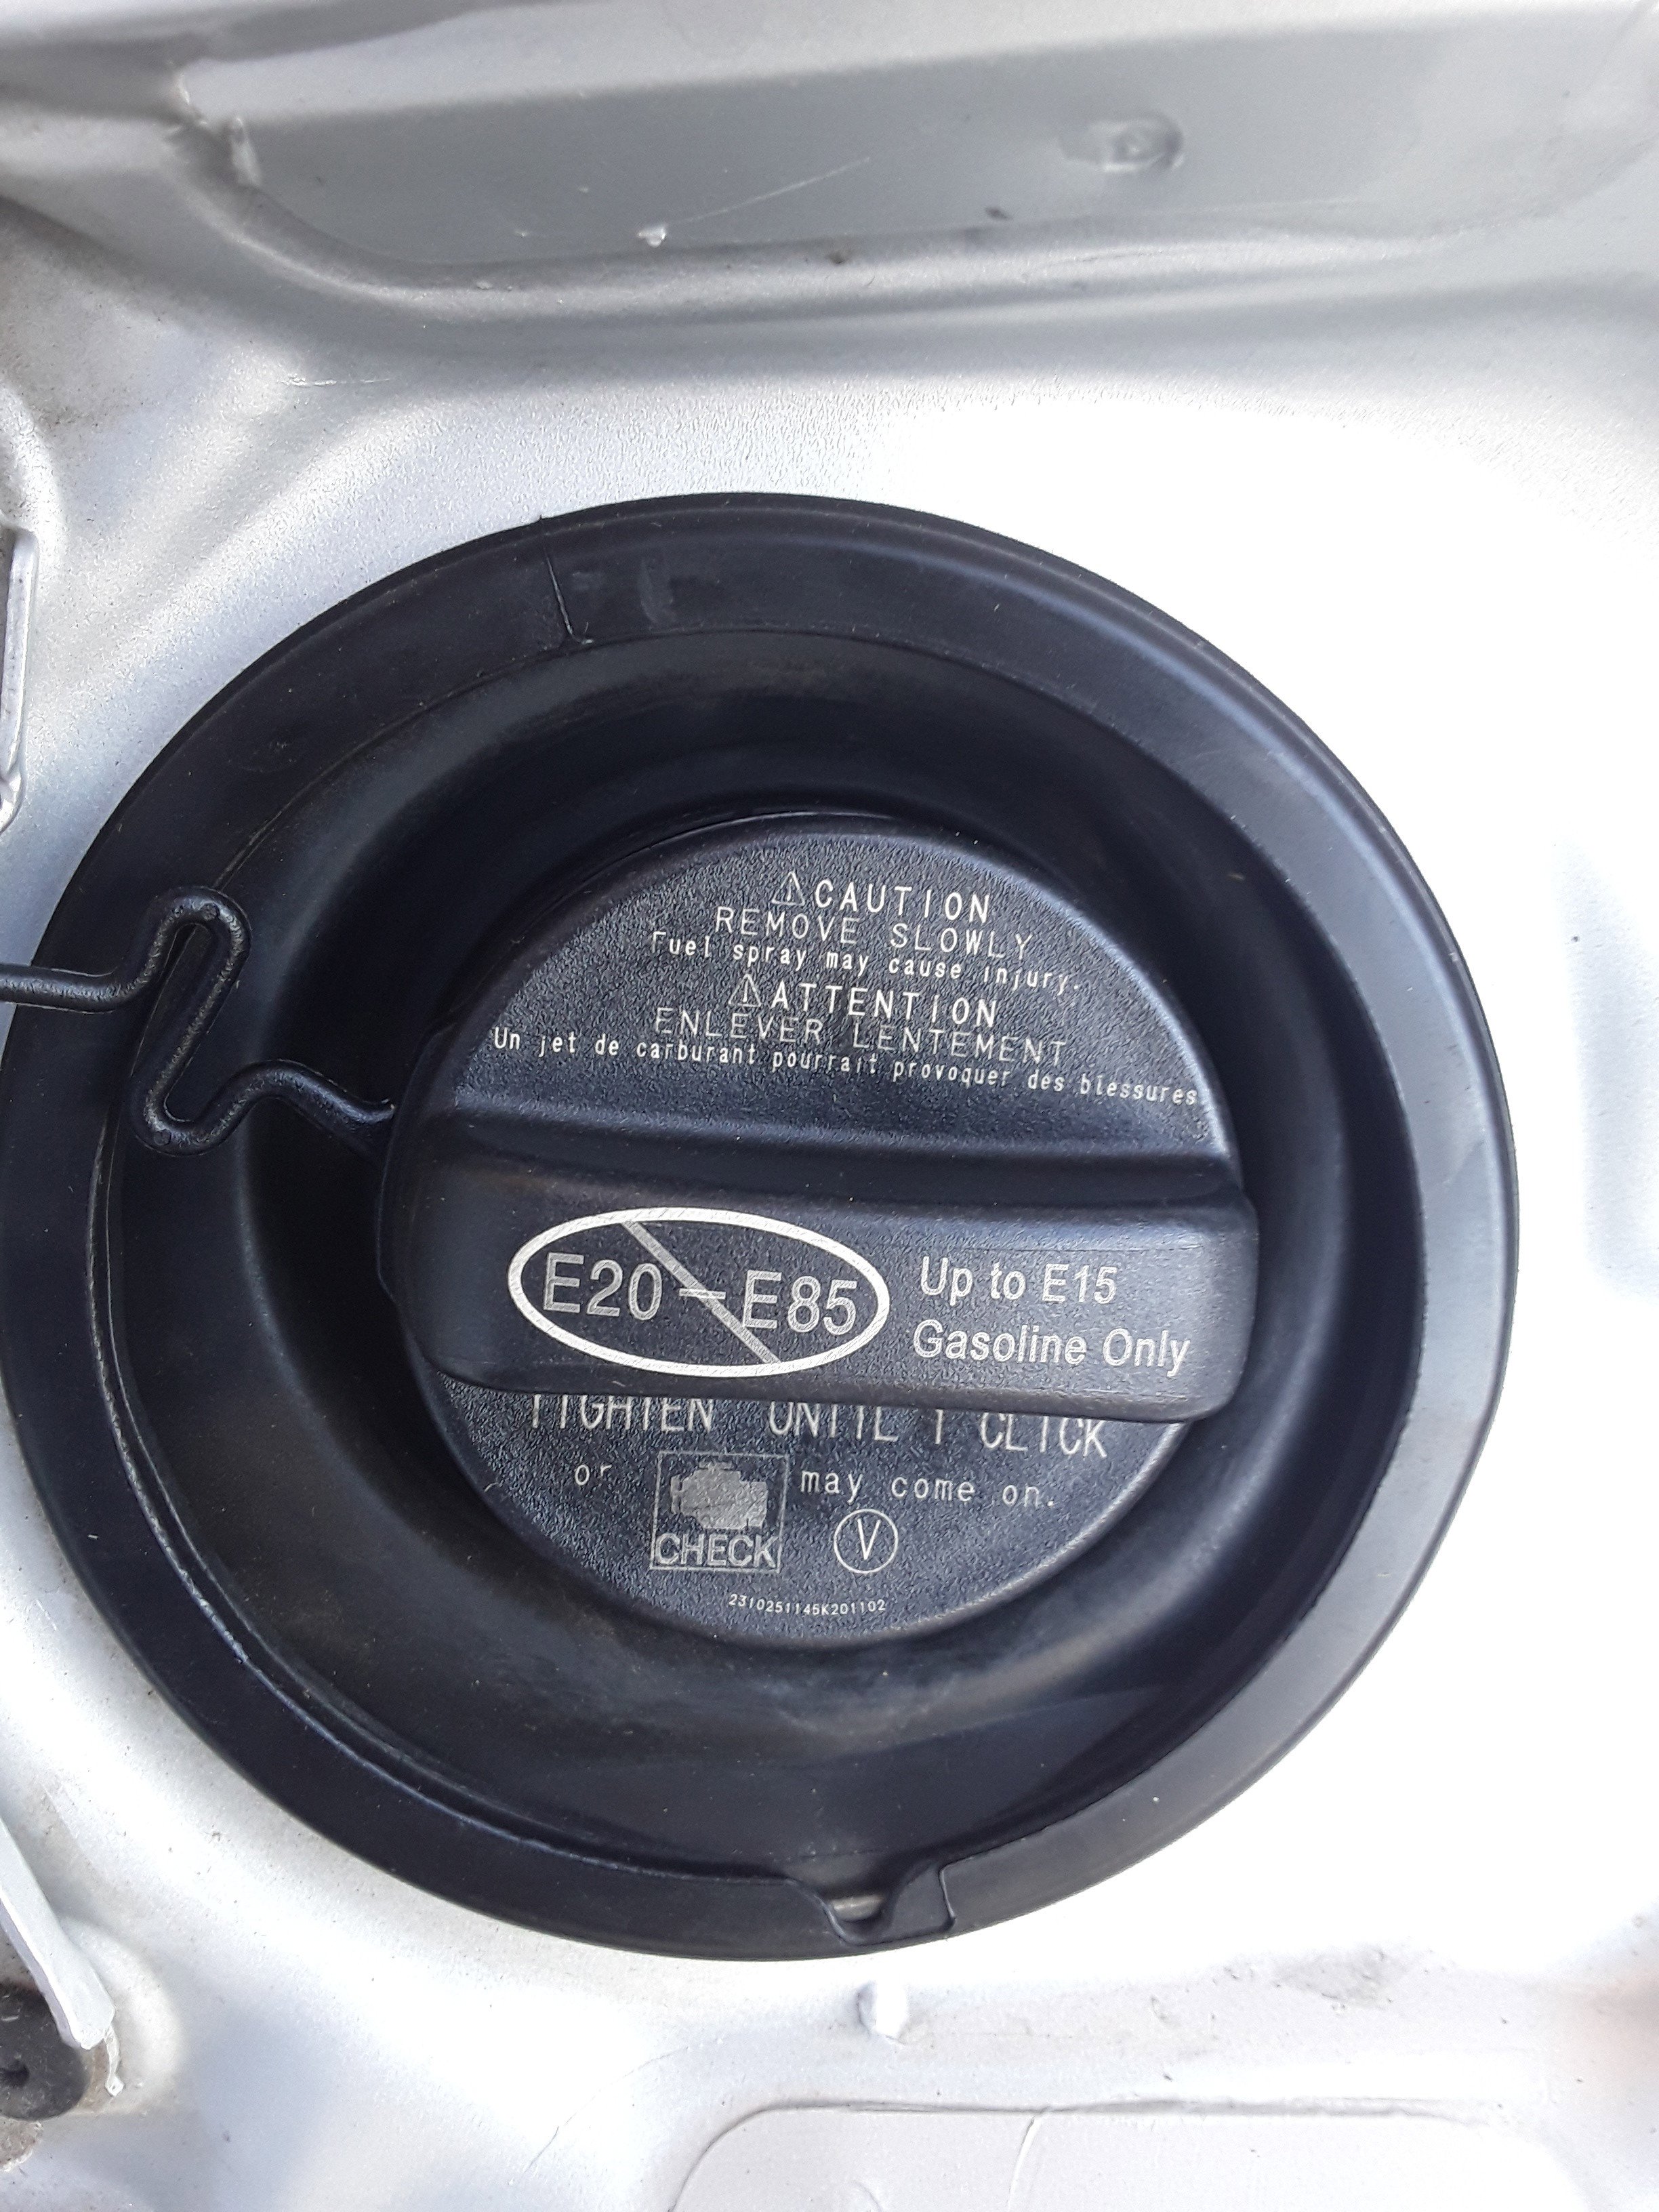 ⚠CAUTION
REMOVE SLOWLY
Fuel spray may cause injury.
⚠ATTENTION
ENLEVER LENTEMENT
Un jet de carburant pourrait provoquer des blessures
E20-E85
Up to E15
Gasoline Only
TIGHTEN UNTIL 1 CLICK
or CHECK may come on.
V
2310251145K201102